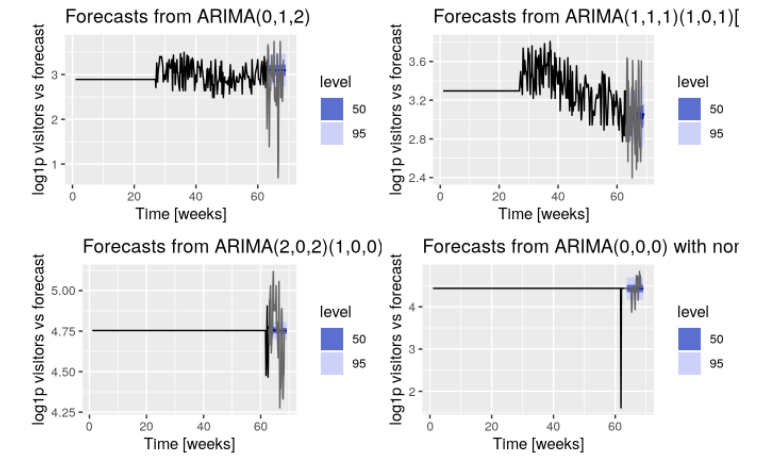 Forecasts from ARIMA(0,1,2)
log1p visitors vs forecast
3
2
1
0
20
40
60
Time [weeks]
level
50
95
Forecasts from ARIMA(1,1,1)(1,0,1)[
log1p visitors vs forecast
3.6
3.2
2.8
2.4
0
20
40
60
Time [weeks]
level
50
95
Forecasts from ARIMA(2,0,2)(1,0,0)
log1p visitors vs forecast
5.00
4.75
4.50
4.25
0
20
40
60
Time [weeks]
level
50
95
Forecasts from ARIMA(0,0,0) with nor
log1p visitors vs forecast
4
3
2
0
20
40
60
Time [weeks]
level
50
95